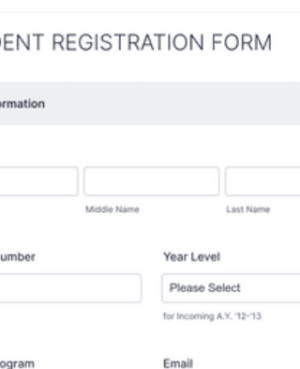 DENT REGISTRATION FORM
ormation
Middle Name Last Name
umber Year Level
Please Select
for Incoming A.Y. '12-'13
ogram Email